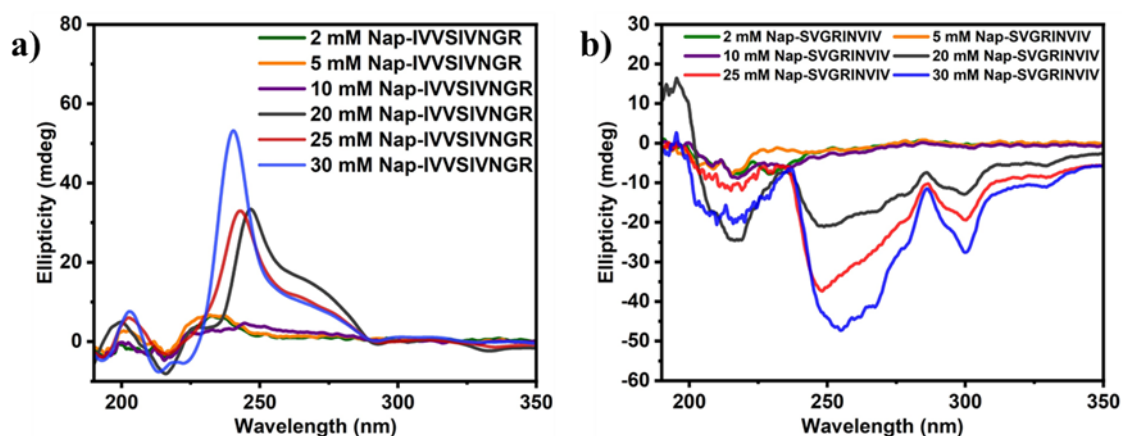 a)
80
60
40
20
0
Ellipticity (mdeg)
2 mM Nap-IVVSIVNGR
5 mM Nap-IVVSIVNGR
10 mM Nap-IVVSIVNGR
20 mM Nap-IVVSIVNGR
25 mM Nap-IVVSIVNGR
30 mM Nap-IVVSIVNGR
200 250 300 350
Wavelength (nm)
b)
30
20
10
0
-10
-20
-30
-40
-50
-60
Ellipticity (mdeg)
2 mM Nap-SVGRINVIV 5 mM Nap-SVGRINVIV
10 mM Nap-SVGRINVIV 20 mM Nap-SVGRINVIV
25 mM Nap-SVGRINVIV 30 mM Nap-SVGRINVIV
200 250 300 350
Wavelength (nm)